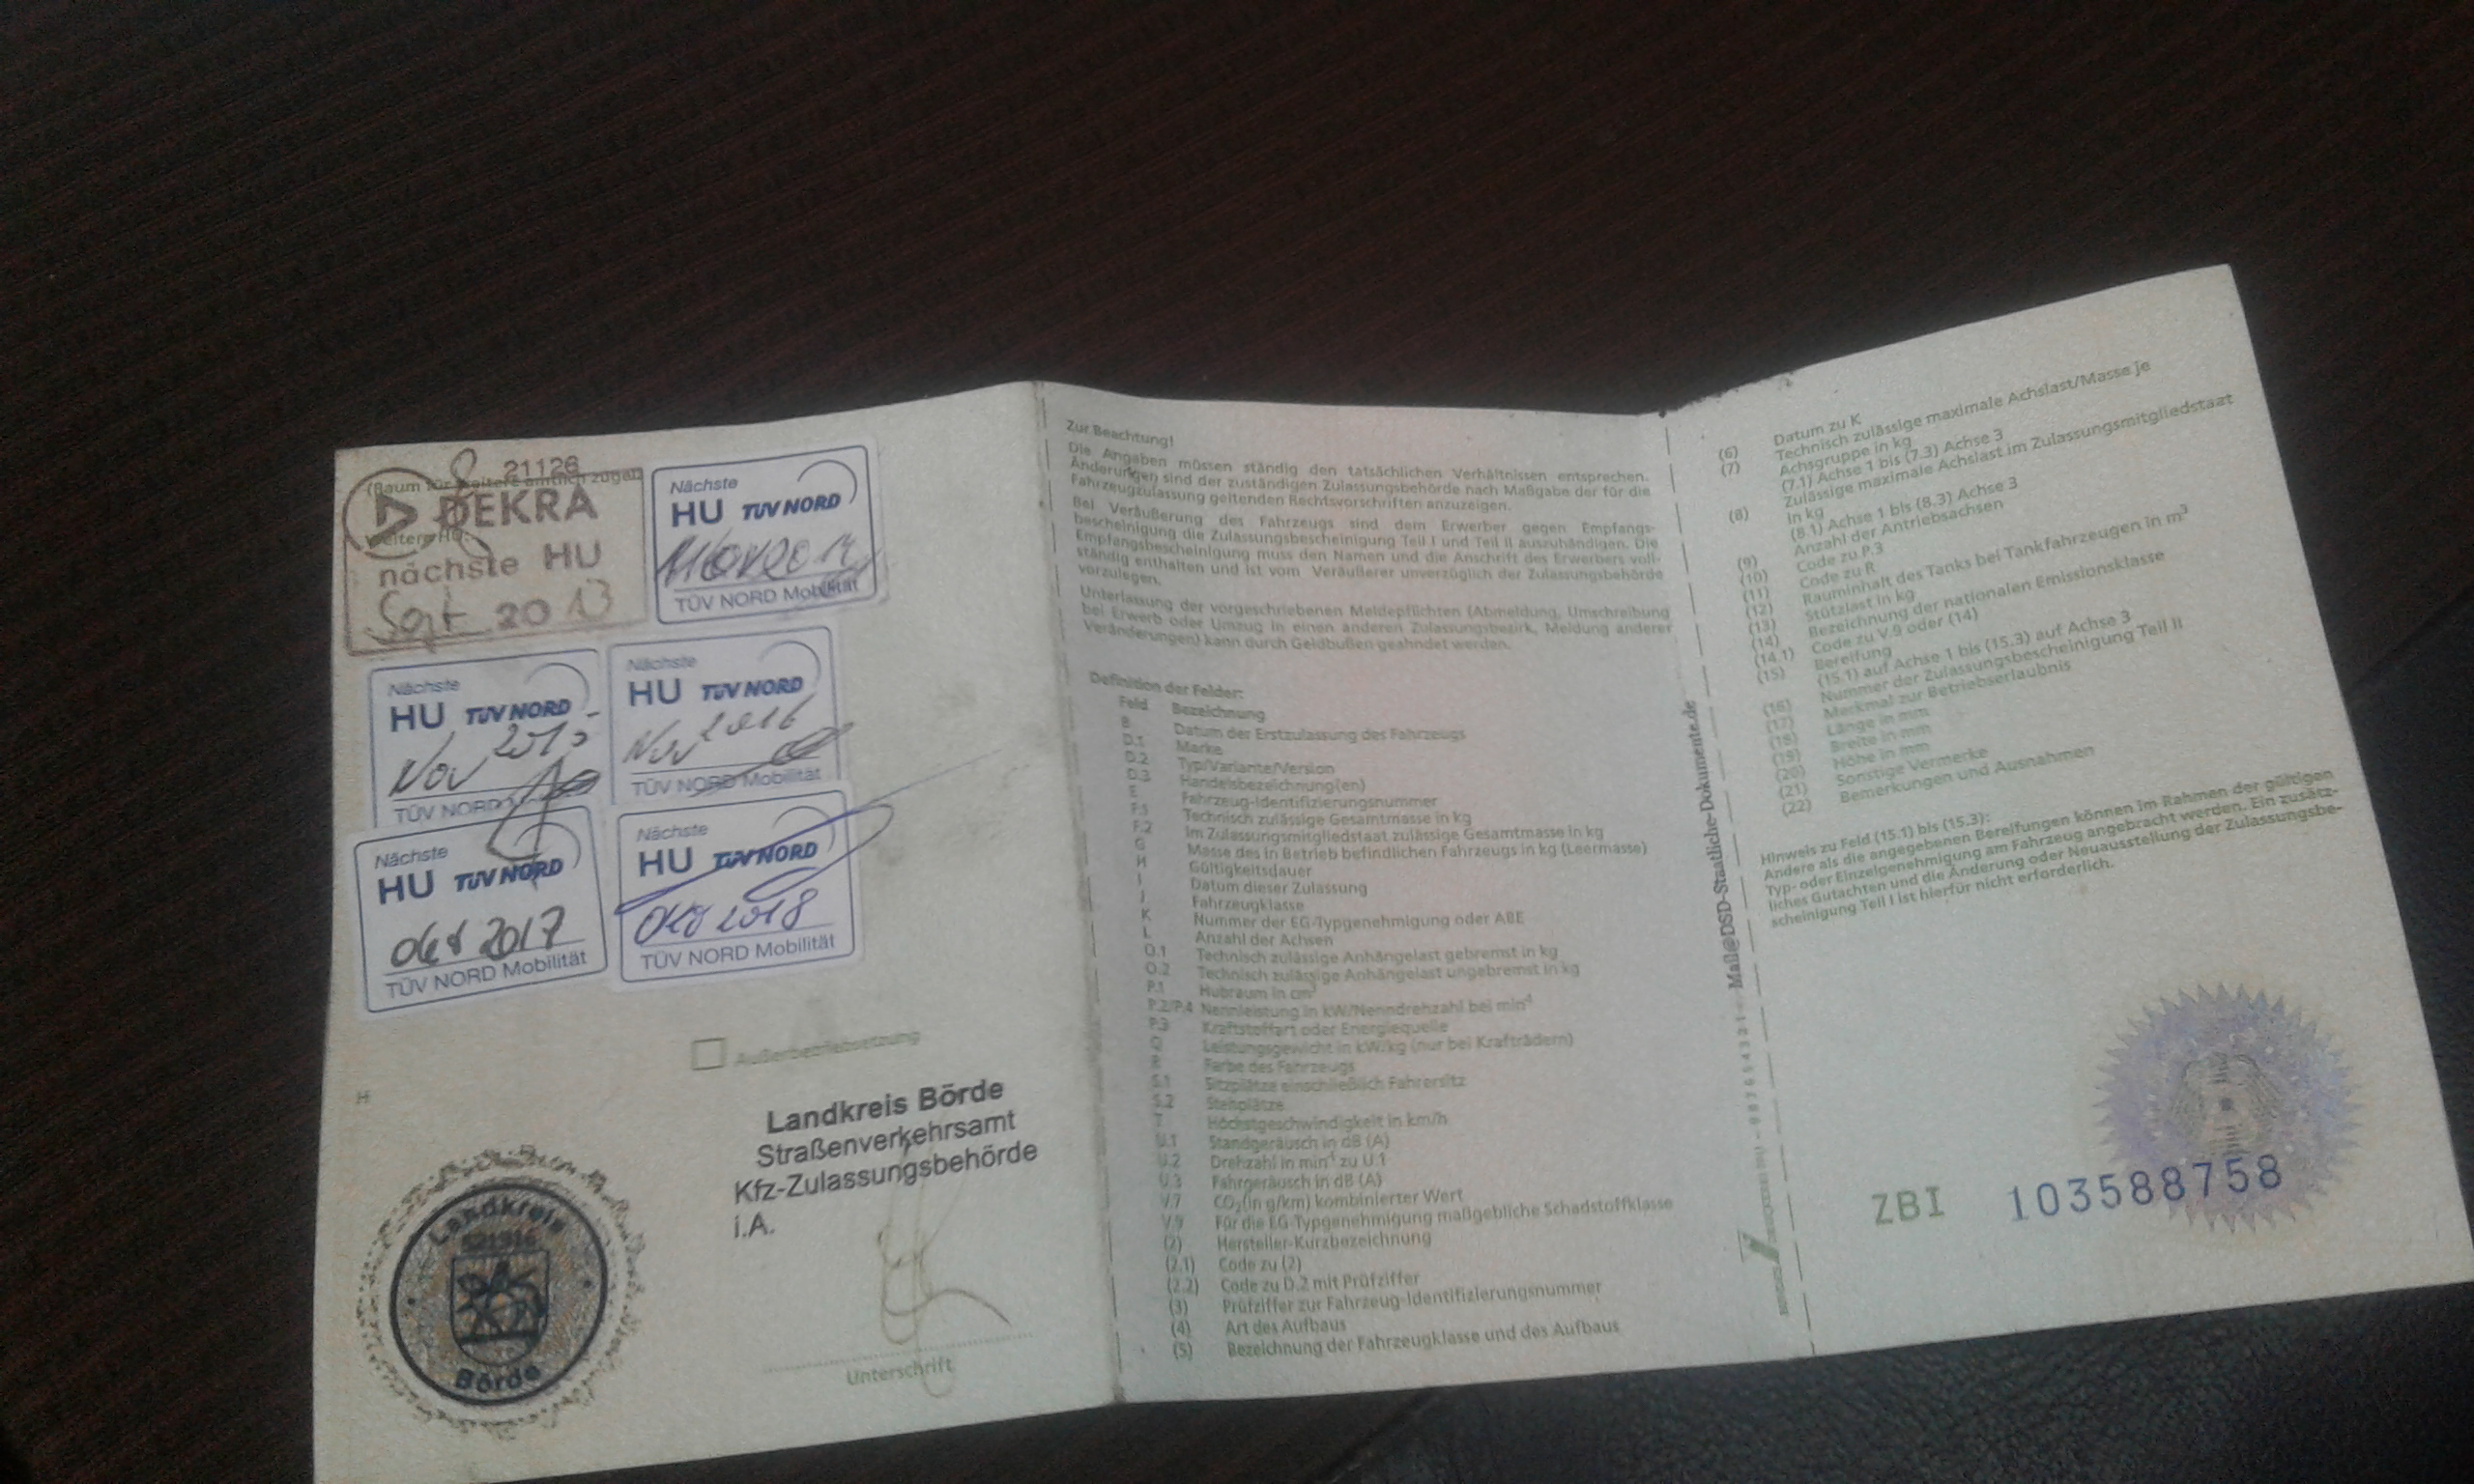 21126
(Raum für weitere amtlich zugel
DEKRA
Weitere HU:
nächste HU
Sept. 2013
Nächste
HU TÜV NORD
Nov 2014
TÜV NORD Mobilität
Nächste
HU TÜV NORD
Nov 2015
TÜV NORD
Nächste
HU TÜV NORD
Nov 2016
TÜV NORD Mobilität
Nächste
HU TÜV NORD
Okt 2017
TÜV NORD Mobilität
Nächste
HU TÜV NORD
Okt 2018
TÜV NORD Mobilität
Außerbetriebsetzung
H
Landkreis Börde
Straßenverkehrsamt
Kfz-Zulassungsbehörde
i.A.
Unterschrift
Landkreis
Börde
Zur Beachtung!
Die Angaben müssen ständig den tatsächlichen Verhältnissen entsprechen.
Änderungen sind der zuständigen Zulassungsbehörde nach Maßgabe der für die
Fahrzeugzulassung geltenden Rechtsvorschriften anzuzeigen.
Bei Veräußerung des Fahrzeugs sind dem Erwerber gegen Empfangs-
bescheinigung die Zulassungsbescheinigung Teil I und Teil II auszuhändigen. Die
Empfangsbescheinigung muss den Namen und die Anschrift des Erwerbers voll-
ständig enthalten und ist vom Veräußerer unverzüglich der Zulassungsbehörde
vorzulegen.
Unterlassung der vorgeschriebenen Meldepflichten (Abmeldung, Umschreibung
bei Erwerb oder Umzug in einen anderen Zulassungsbezirk, Meldung anderer
Veränderungen) kann durch Geldbußen geahndet werden.
Definition der Felder:
Feld Bezeichnung
B Datum der Erstzulassung des Fahrzeugs
D.1 Marke
D.2 Typ/Variante/Version
D.3 Handelsbezeichnung(en)
E Fahrzeug-Identifizierungsnummer
F.1 Technisch zulässige Gesamtmasse in kg
F.2 Im Zulassungsmitgliedstaat zulässige Gesamtmasse in kg
G Masse des in Betrieb befindlichen Fahrzeugs in kg (Leermasse)
H Gültigkeitsdauer
I Datum dieser Zulassung
J Fahrzeugklasse
K Nummer der EG-Typgenehmigung oder ABE
L Anzahl der Achsen
O.1 Technisch zulässige Anhängelast gebremst in kg
O.2 Technisch zulässige Anhängelast ungebremst in kg
P.1 Hubraum in cm³
P.2/P.4 Nennleistung in kW/Nenndrehzahl bei min⁻¹
P.3 Kraftstoffart oder Energiequelle
Q Leistungsgewicht in kW/kg (nur bei Krafträdern)
R Farbe des Fahrzeugs
S.1 Sitzplätze einschließlich Fahrersitz
S.2 Stehplätze
T Höchstgeschwindigkeit in km/h
U.1 Standgeräusch in dB (A)
U.2 Drehzahl in min⁻¹ zu U.1
U.3 Fahrgeräusch in dB (A)
V.7 CO₂ (in g/km) kombinierter Wert
V.9 Für die EG-Typgenehmigung maßgebliche Schadstoffklasse
(2) Hersteller-Kurzbezeichnung
(2.1) Code zu (2)
(2.2) Code zu D.2 mit Prüfziffer
(3) Prüfziffer zur Fahrzeug-Identifizierungsnummer
(4) Art des Aufbaus
(5) Bezeichnung der Fahrzeugklasse und des Aufbaus
Maß@DSD-Staatliche-Dokumente.de
(6) Datum zu K
(7) Technisch zulässige maximale Achslast/Masse je
Achsgruppe in kg
(7.1) Achse 1 bis (7.3) Achse 3
(8) Zulässige maximale Achslast im Zulassungsmitgliedstaat
in kg
(8.1) Achse 1 bis (8.3) Achse 3
(9) Anzahl der Antriebsachsen
(10) Code zu P.3
(11) Code zu R
(12) Rauminhalt des Tanks bei Tankfahrzeugen in m³
(13) Stützlast in kg
(14) Bezeichnung der nationalen Emissionsklasse
(14.1) Code zu V.9 oder (14)
(15) Bereifung
(15.1) auf Achse 1 bis (15.3) auf Achse 3
(16) Nummer der Zulassungsbescheinigung Teil II
(17) Merkmal zur Betriebserlaubnis
(18) Länge in mm
(19) Breite in mm
(20) Höhe in mm
(21) Sonstige Vermerke
(22) Bemerkungen und Ausnahmen
Hinweis zu Feld (15.1) bis (15.3):
Andere als die angegebenen Bereifungen können im Rahmen der gültigen
Typ- oder Einzelgenehmigung am Fahrzeug angebracht werden. Ein zusätz-
liches Gutachten und die Änderung oder Neuausstellung der Zulassungsbe-
scheinigung Teil I ist hierfür nicht erforderlich.
ZBI 103588758